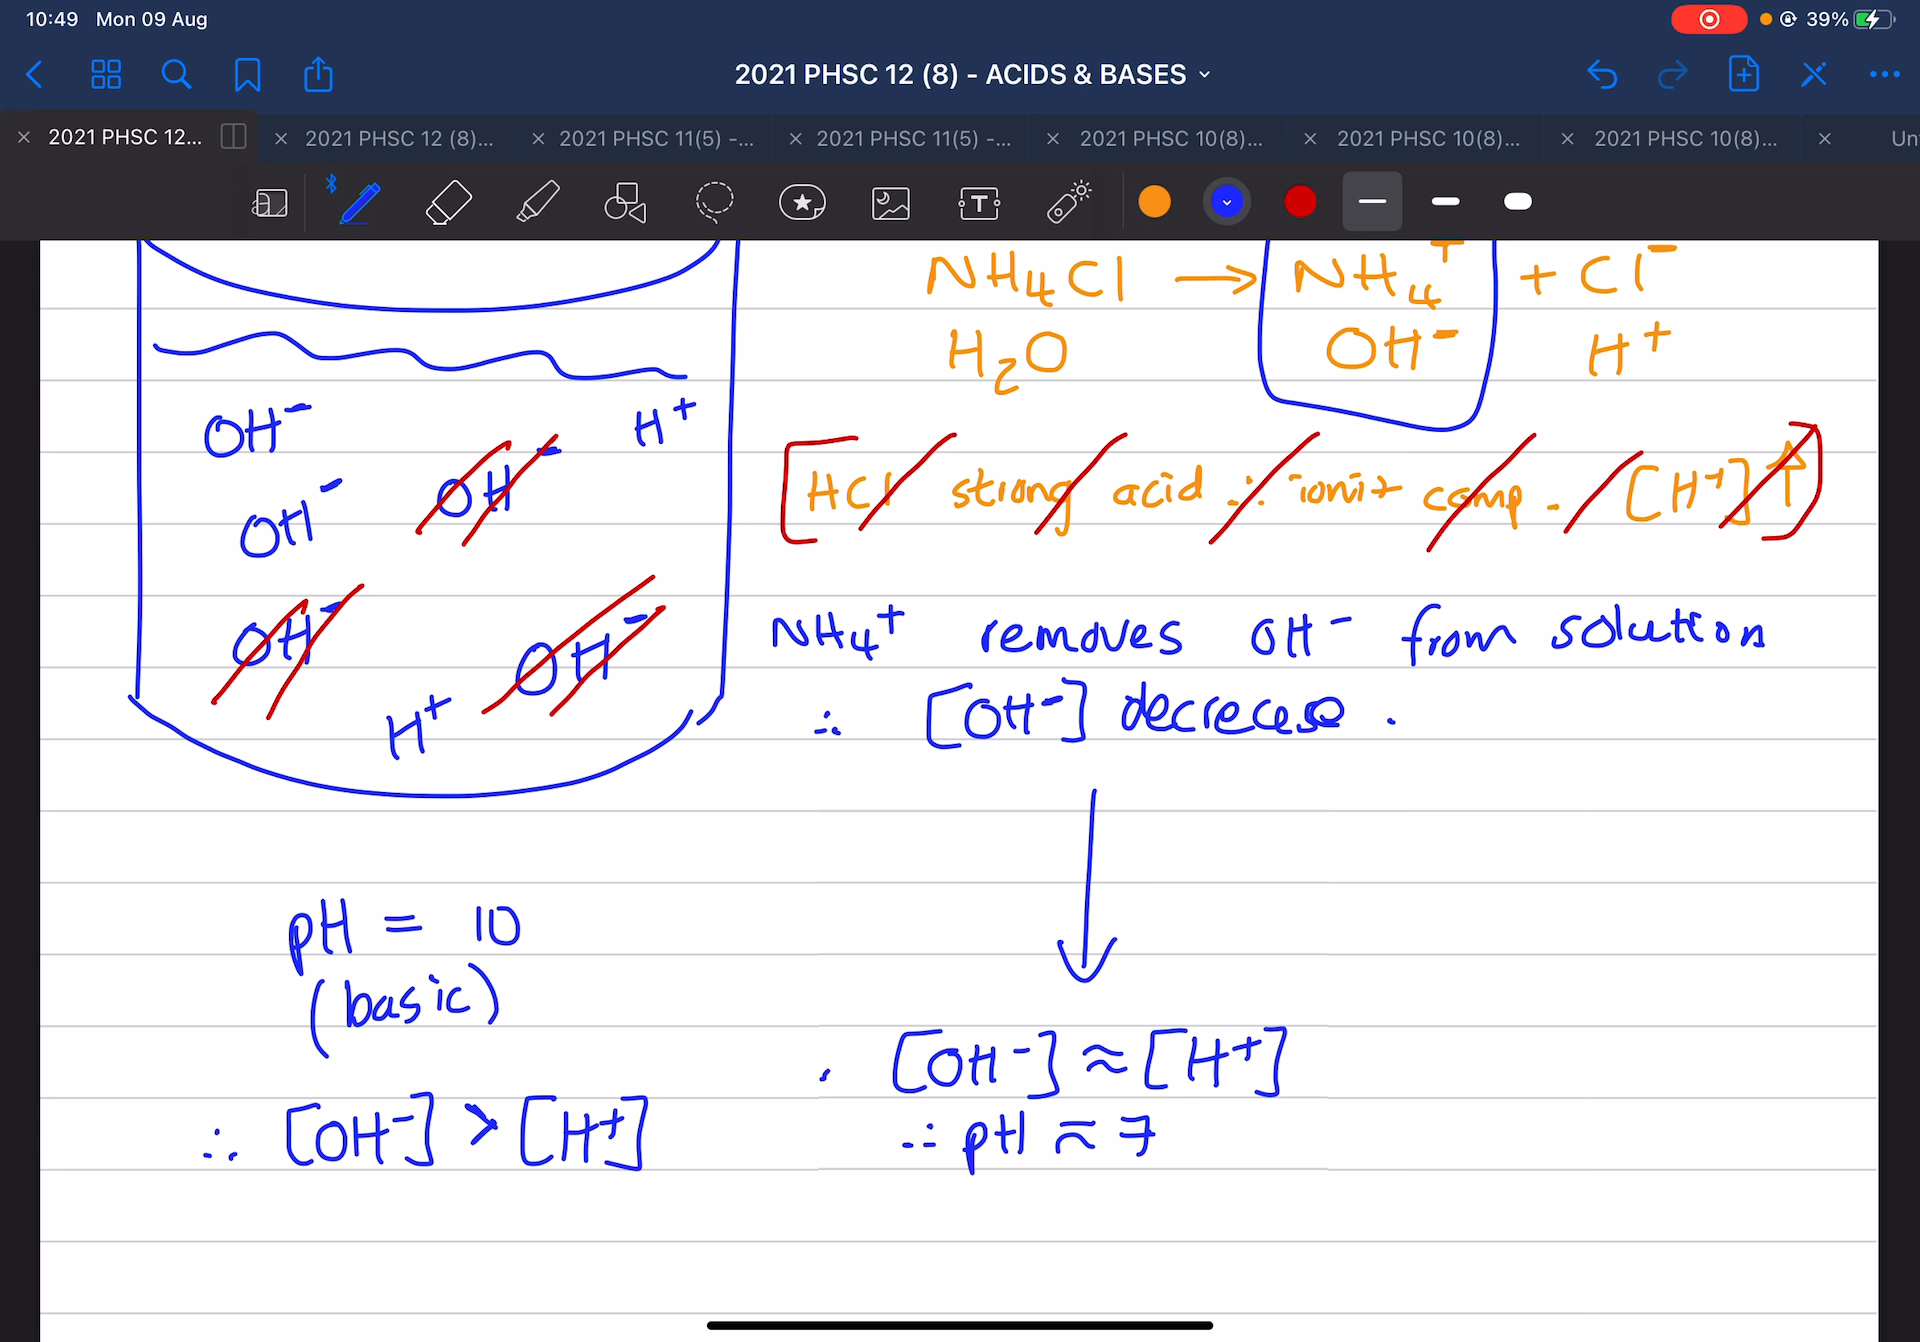 10:49 Mon 09 Aug
39%
2021 PHSC 12 (8) - ACIDS & BASES
2021 PHSC 12...
2021 PHSC 12 (8)...
2021 PHSC 11(5) -...
2021 PHSC 11(5) -...
2021 PHSC 10(8)...
2021 PHSC 10(8)...
2021 PHSC 10(8)...
Un
T
NH₄Cl → NH₄⁺ + Cl⁻
H₂O OH⁻ H⁺
OH⁻ H⁺
OH⁻
OH⁻
OH⁻
OH⁻
H⁺
[HCl strong acid ∴ ionit comp. [H⁺]↑]
NH₄⁺ removes OH⁻ from solution
∴ [OH⁻] decrecese.
pH = 10
(basic)
∴ [OH⁻] > [H⁺]
. [OH⁻] ≈ [H⁺]
∴ pH ≈ 7